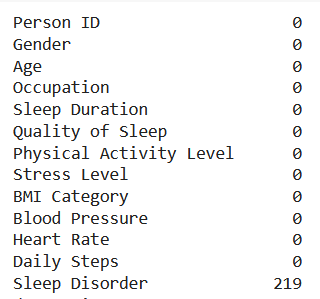 Person ID 0
Gender 0
Age 0
Occupation 0
Sleep Duration 0
Quality of Sleep 0
Physical Activity Level 0
Stress Level 0
BMI Category 0
Blood Pressure 0
Heart Rate 0
Daily Steps 0
Sleep Disorder 219